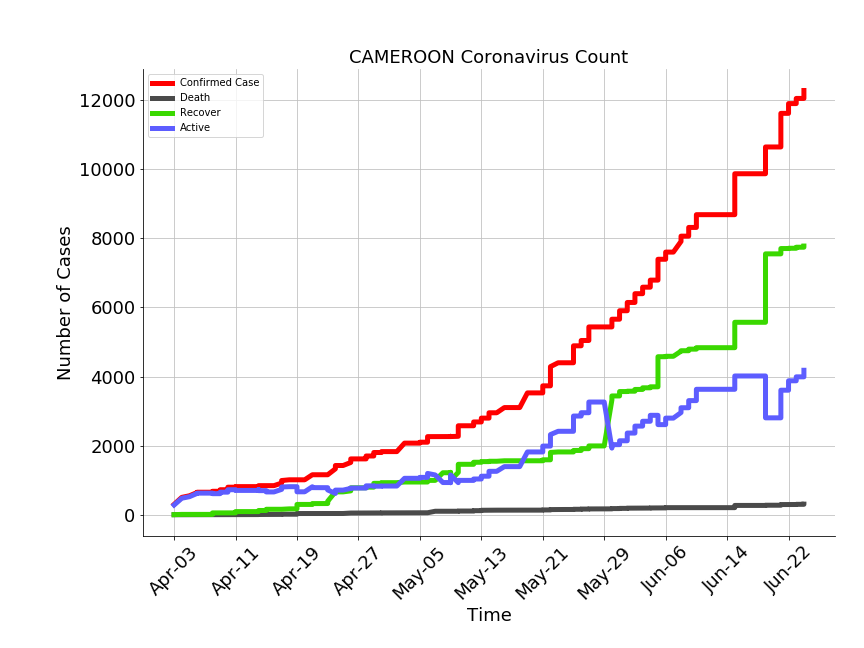 CAMEROON Coronavirus Count
Confirmed Case
Death
Recover
Active
Number of Cases
12000
10000
8000
6000
4000
2000
0
Apr-03
Apr-11
Apr-19
Apr-27
May-05
May-13
May-21
May-29
Jun-06
Jun-14
Jun-22
Time